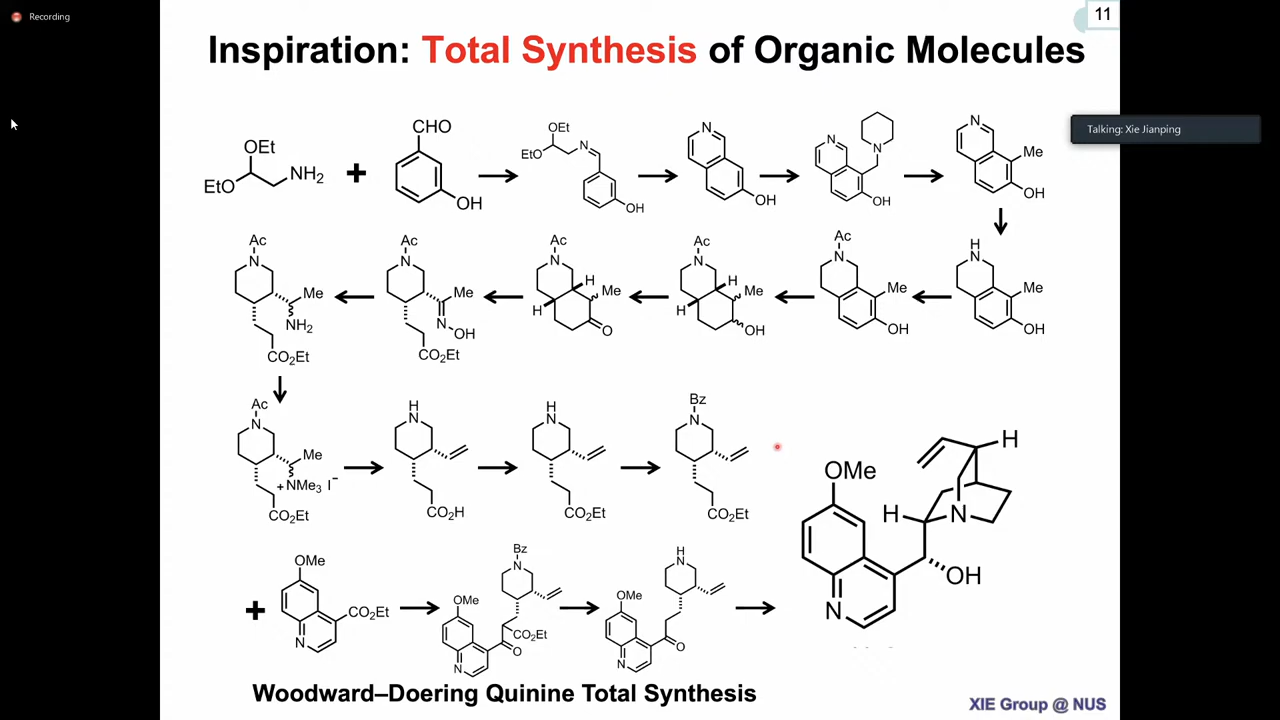 Recording
11
Inspiration: Total Synthesis of Organic Molecules
Talking: Xie Jianping
OEt
EtO
NH2
+
CHO
OH
OEt
EtO
N
OH
N
OH
N
N
OH
N
Me
OH
Ac
N
Me
NH2
CO2Et
Ac
N
Me
N
OH
CO2Et
Ac
N
H
Me
H
O
Ac
N
H
Me
H
OH
Ac
N
Me
OH
H
N
Me
OH
Ac
N
Me
+NMe3 I−
CO2Et
H
N
CO2H
H
N
CO2Et
Bz
N
CO2Et
+
OMe
CO2Et
N
Bz
N
OMe
CO2Et
O
N
H
N
OMe
O
N
H
OMe
H
N
OH
N
Woodward–Doering Quinine Total Synthesis
XIE Group @ NUS